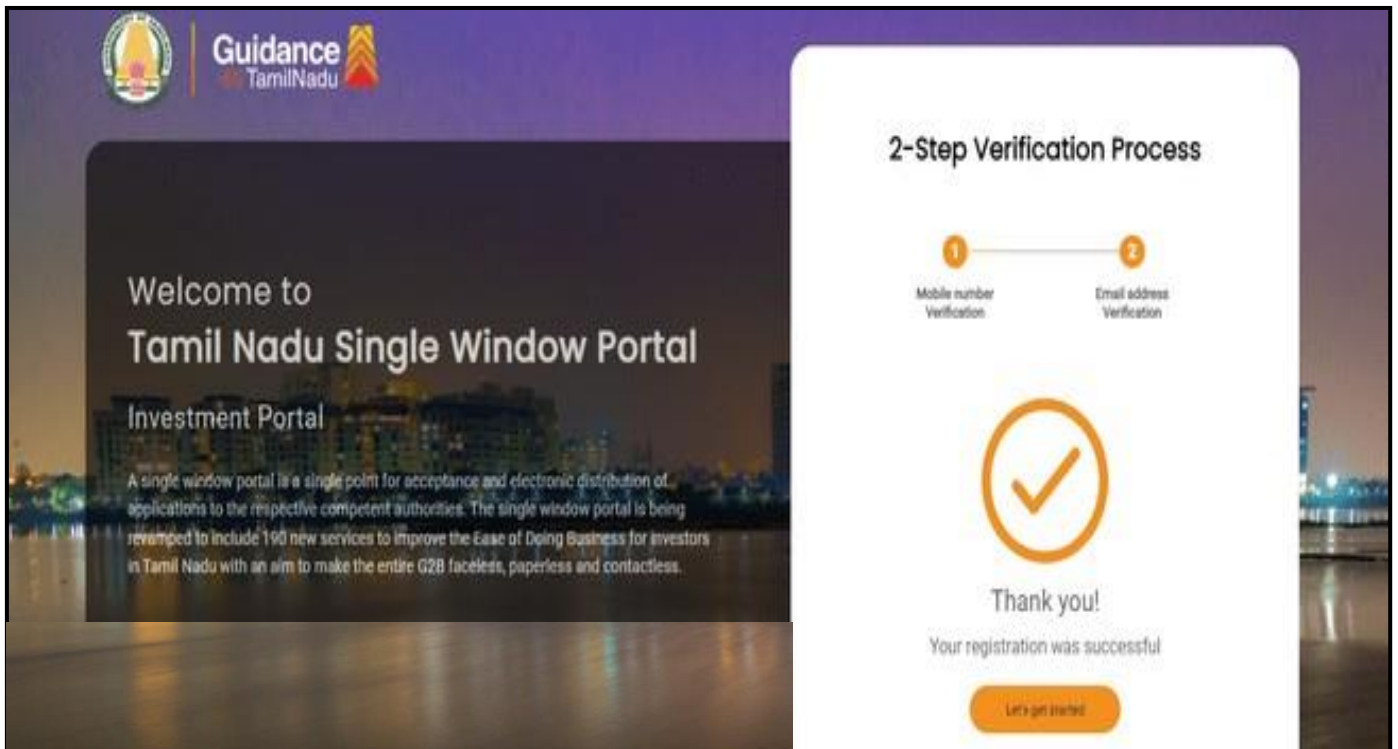 Guidance
TamilNadu
Welcome to
Tamil Nadu Single Window Portal
Investment Portal
A single window portal is a single point for acceptance and electronic distribution of
applications to the respective competent authorities. The single window portal is being
revamped to include 190 new services to improve the Ease of Doing Business for investors
in Tamil Nadu with an aim to make the entire G2B faceless, paperless and contactless.
2-Step Verification Process
1
2
Mobile number
Verification
Email address
Verification
Thank you!
Your registration was successful
Let's get started